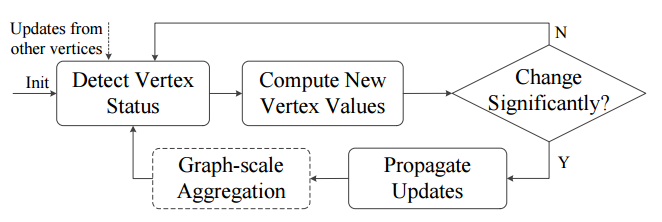 Updates from
other vertices
Init
Detect Vertex
Status
Compute New
Vertex Values
Change
Significantly?
N
Y
Propagate
Updates
Graph-scale
Aggregation